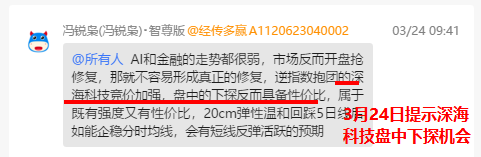 冯锐枭(冯锐枭)·智尊版@经传多赢A1120623040002 03/24 09:41
@所有人 AI和金融的走势都很弱，市场反而开盘抢
修复，那就不容易形成真正的修复，逆指数抱团的深
海科技竞价加强，盘中的下探反而具备性价比，属于
既有强度又有性价比，20cm弹性温和回踩5日线
如能企稳分时均线，会有短线反弹活跃的预期
3月24日提示深海
科技盘中下探机会